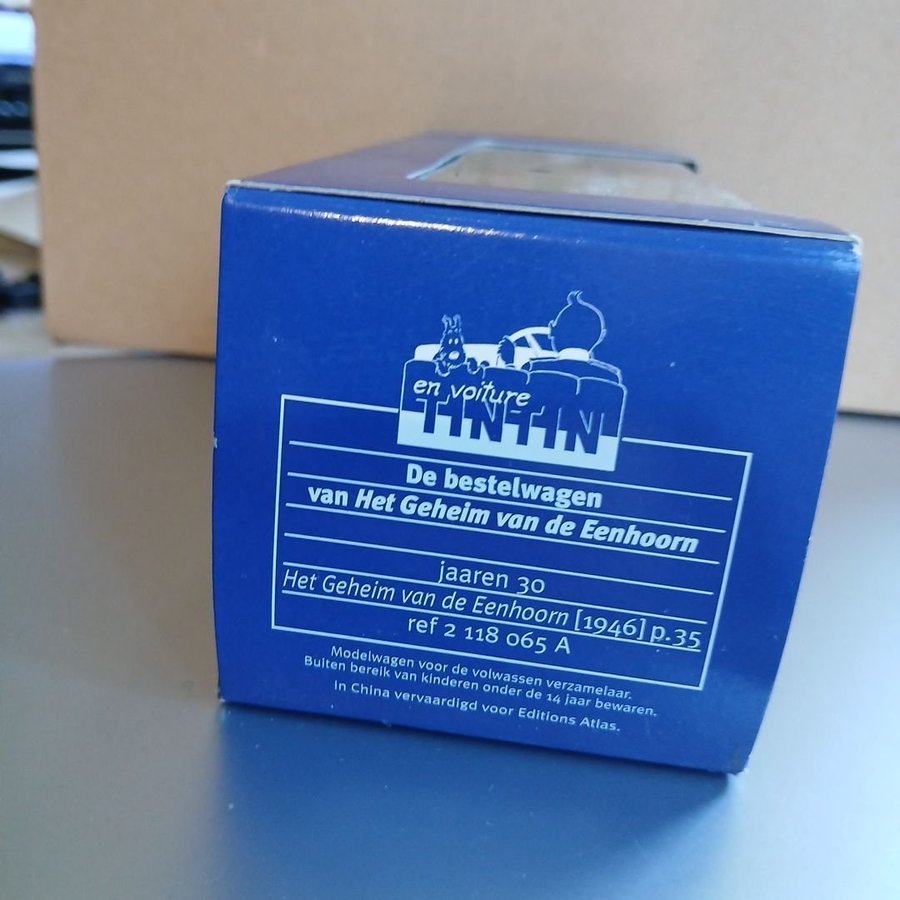 en voiture
TINTIN
De bestelwagen
van Het Geheim van de Eenhoorn
jaaren 30
Het Geheim van de Eenhoorn [1946] p.35
ref 2 118 065 A
Modelwagen voor de volwassen verzamelaar.
Buiten bereik van kinderen onder de 14 jaar bewaren.
in China vervaardigd voor Editions Atlas.